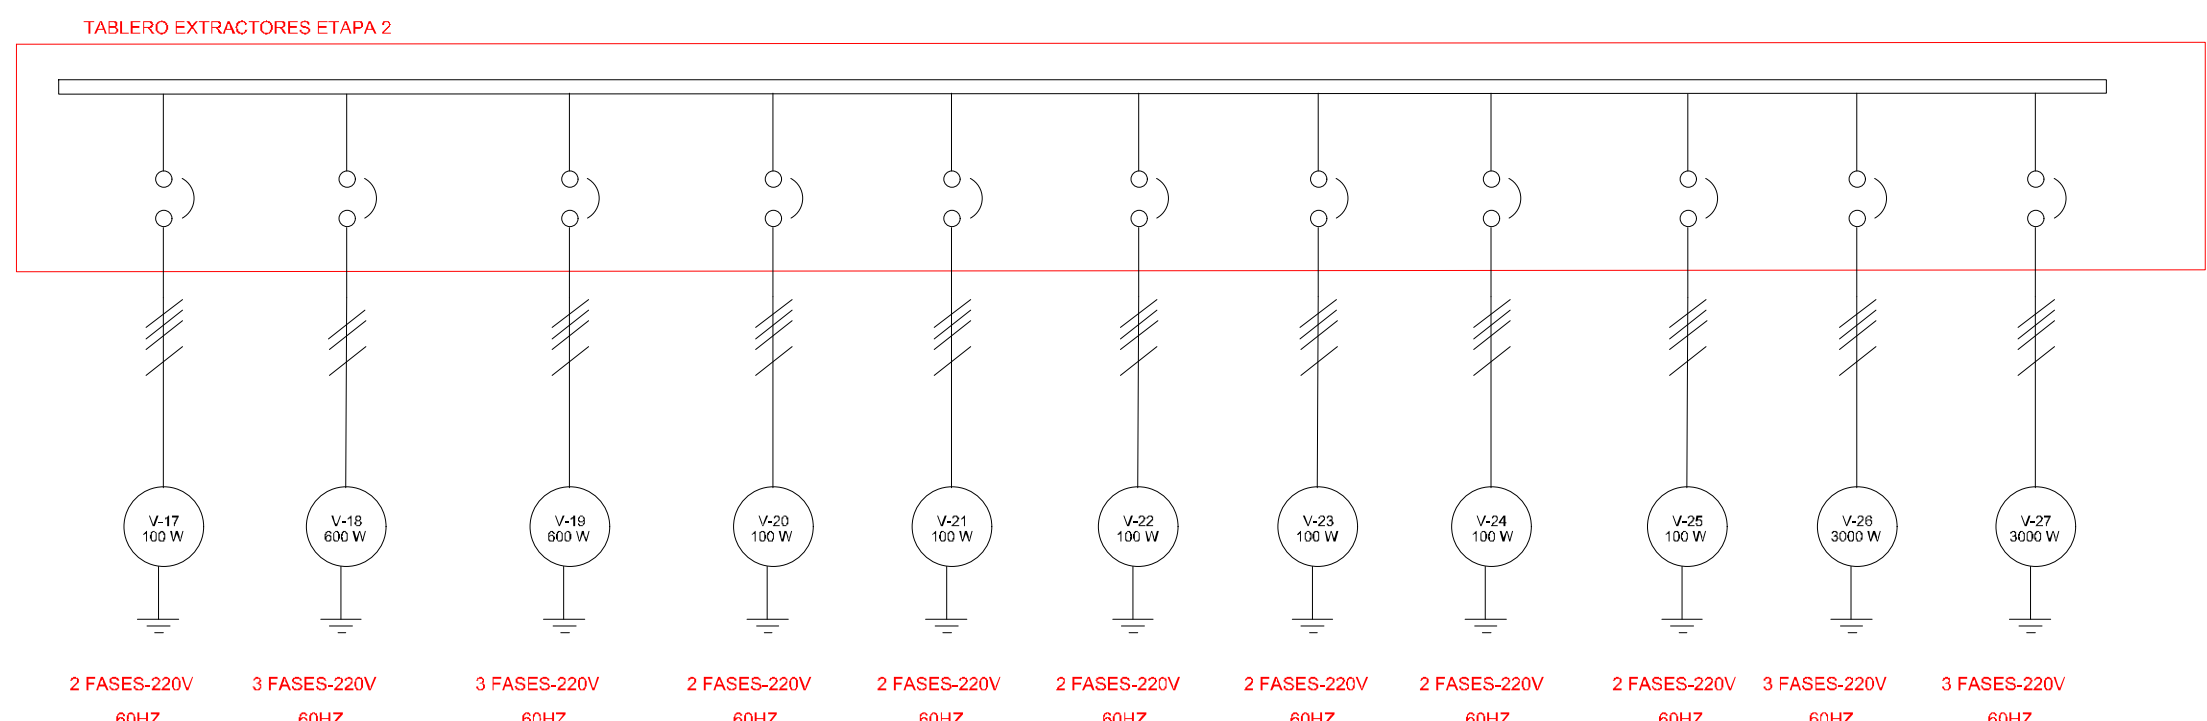 TABLERO EXTRACTORES ETAPA 2
V-17
100 W
V-18
600 W
V-19
600 W
V-20
100 W
V-21
100 W
V-22
100 W
V-23
100 W
V-24
100 W
V-25
100 W
V-26
3000 W
V-27
3000 W
2 FASES-220V
60HZ
3 FASES-220V
60HZ
3 FASES-220V
60HZ
2 FASES-220V
60HZ
2 FASES-220V
60HZ
2 FASES-220V
60HZ
2 FASES-220V
60HZ
2 FASES-220V
60HZ
2 FASES-220V
60HZ
3 FASES-220V
60HZ
3 FASES-220V
60HZ